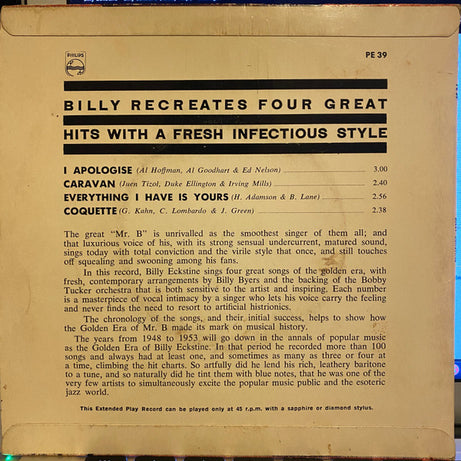 PHILIPS
PE 39
BILLY RECREATES FOUR GREAT
HITS WITH A FRESH INFECTIOUS STYLE
I APOLOGISE (Al Hoffman, Al Goodhart & Ed Nelson) 3.00
CARAVAN (Juen Tizol, Duke Ellington & Irving Mills) 2.40
EVERYTHING I HAVE IS YOURS (H. Adamson & B. Lane) 2.56
COQUETTE (G. Kahn, C. Lombardo & J. Green) 2.38
The great "Mr. B" is unrivalled as the smoothest singer of them all; and
that luxurious voice of his, with its strong sensual undercurrent, matured sound,
sings today with total conviction and the virile style that once, and still touches
off squealing and swooning among his fans.
In this record, Billy Eckstine sings four great songs of the golden era, with
fresh, contemporary arrangements by Billy Byers and the backing of the Bobby
Tucker orchestra that is both sensitive to the artist and inspiring. Each number
is a masterpiece of vocal intimacy by a singer who lets his voice carry the feeling
and never finds the need to resort to artificial histrionics.
The chronology of the songs, and their initial success, helps to show how
the Golden Era of Mr. B made its mark on musical history.
The years from 1948 to 1953 will go down in the annals of popular music
as the Golden Era of Billy Eckstine. In that period he recorded more than 100
songs and always had at least one, and sometimes as many as three or four at
a time, climbing the hit charts. So artfully did he lend his rich, leathery baritone
to a tune, and so naturally did he tint them with blue notes, that he was one of the
very few artists to simultaneously excite the popular music public and the esoteric
jazz world.
This Extended Play Record can be played only at 45 r.p.m. with a sapphire or diamond stylus.